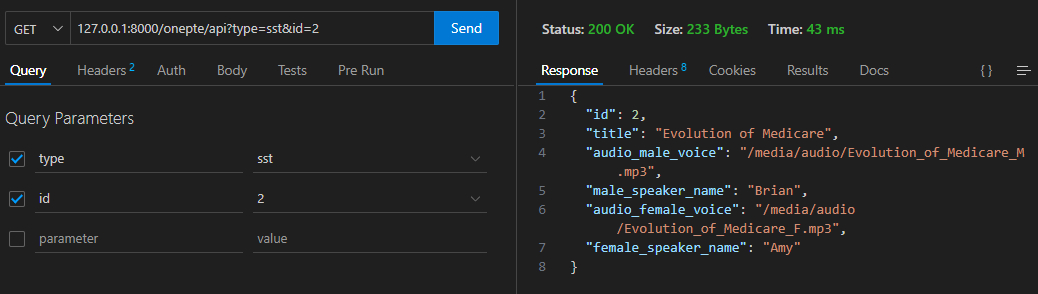 GET 127.0.0.1:8000/onepte/api?type=sst&id=2 Send
Query Headers 2 Auth Body Tests Pre Run
Query Parameters
type sst
id 2
parameter value
Status: 200 OK Size: 233 Bytes Time: 43 ms
Response Headers 8 Cookies Results Docs { }
1 {
2 "id": 2,
3 "title": "Evolution of Medicare",
4 "audio_male_voice": "/media/audio/Evolution_of_Medicare_M
.mp3",
5 "male_speaker_name": "Brian",
6 "audio_female_voice": "/media/audio
/Evolution_of_Medicare_F.mp3",
7 "female_speaker_name": "Amy"
8 }